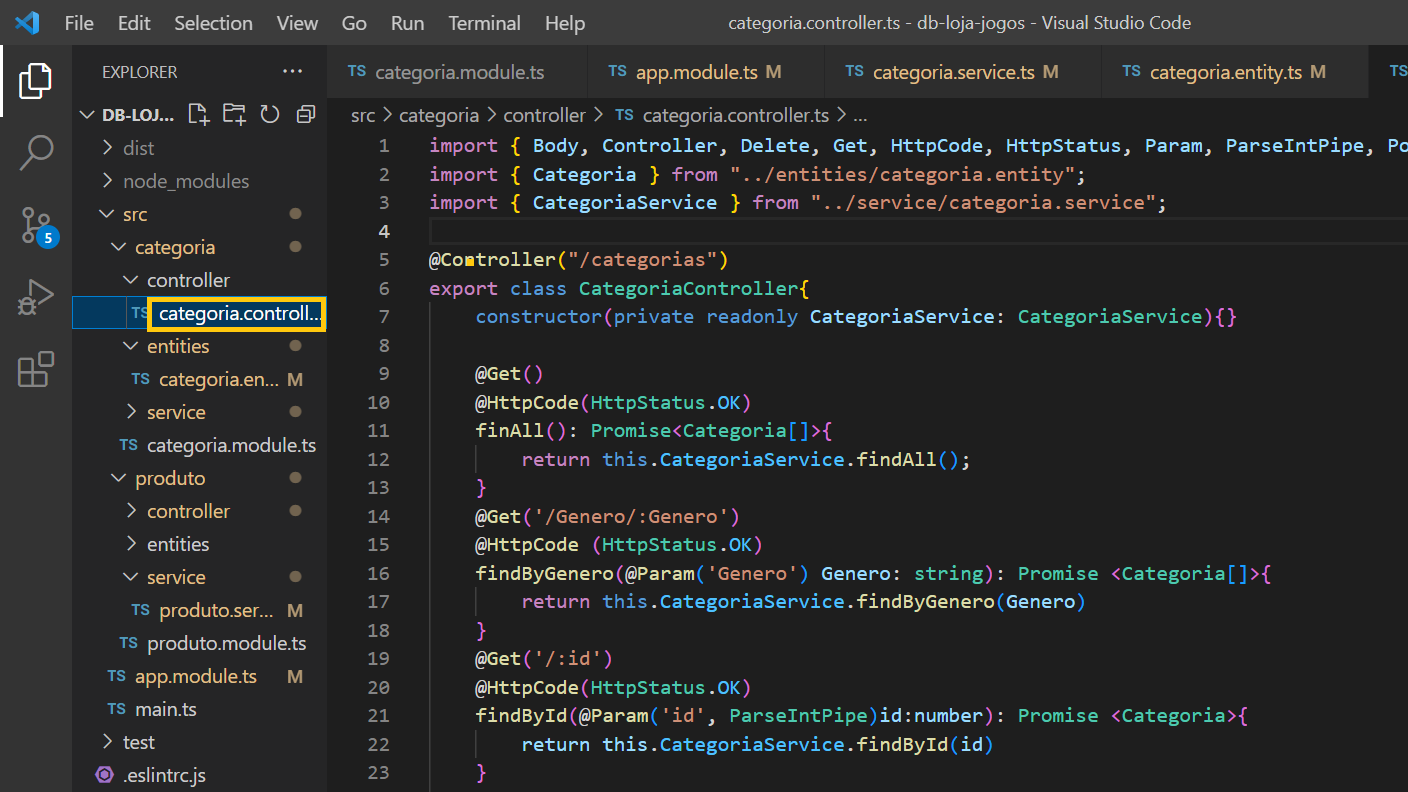 File Edit Selection View Go Run Terminal Help
categoria.controller.ts - db-loja-jogos - Visual Studio Code
EXPLORER ...
TS categoria.module.ts
TS app.module.ts M
TS categoria.service.ts M
TS categoria.entity.ts M
TS
DB-LOJ...
src > categoria > controller > TS categoria.controller.ts > ...
dist
node_modules
src
categoria
controller
TS categoria.controll...
entities
TS categoria.en... M
service
TS categoria.module.ts
produto
controller
entities
service
TS produto.ser... M
TS produto.module.ts
TS app.module.ts M
TS main.ts
test
.eslintrc.js
5
1 import { Body, Controller, Delete, Get, HttpCode, HttpStatus, Param, ParseIntPipe, Po
2 import { Categoria } from "../entities/categoria.entity";
3 import { CategoriaService } from "../service/categoria.service";
4
5 @Controller("/categorias")
6 export class CategoriaController{
7 constructor(private readonly CategoriaService: CategoriaService){}
8
9 @Get()
10 @HttpCode(HttpStatus.OK)
11 finAll(): Promise<Categoria[]>{
12 return this.CategoriaService.findAll();
13 }
14 @Get('/Genero/:Genero')
15 @HttpCode (HttpStatus.OK)
16 findByGenero(@Param('Genero') Genero: string): Promise <Categoria[]>{
17 return this.CategoriaService.findByGenero(Genero)
18 }
19 @Get('/:id')
20 @HttpCode(HttpStatus.OK)
21 findById(@Param('id', ParseIntPipe)id:number): Promise <Categoria>{
22 return this.CategoriaService.findById(id)
23 }